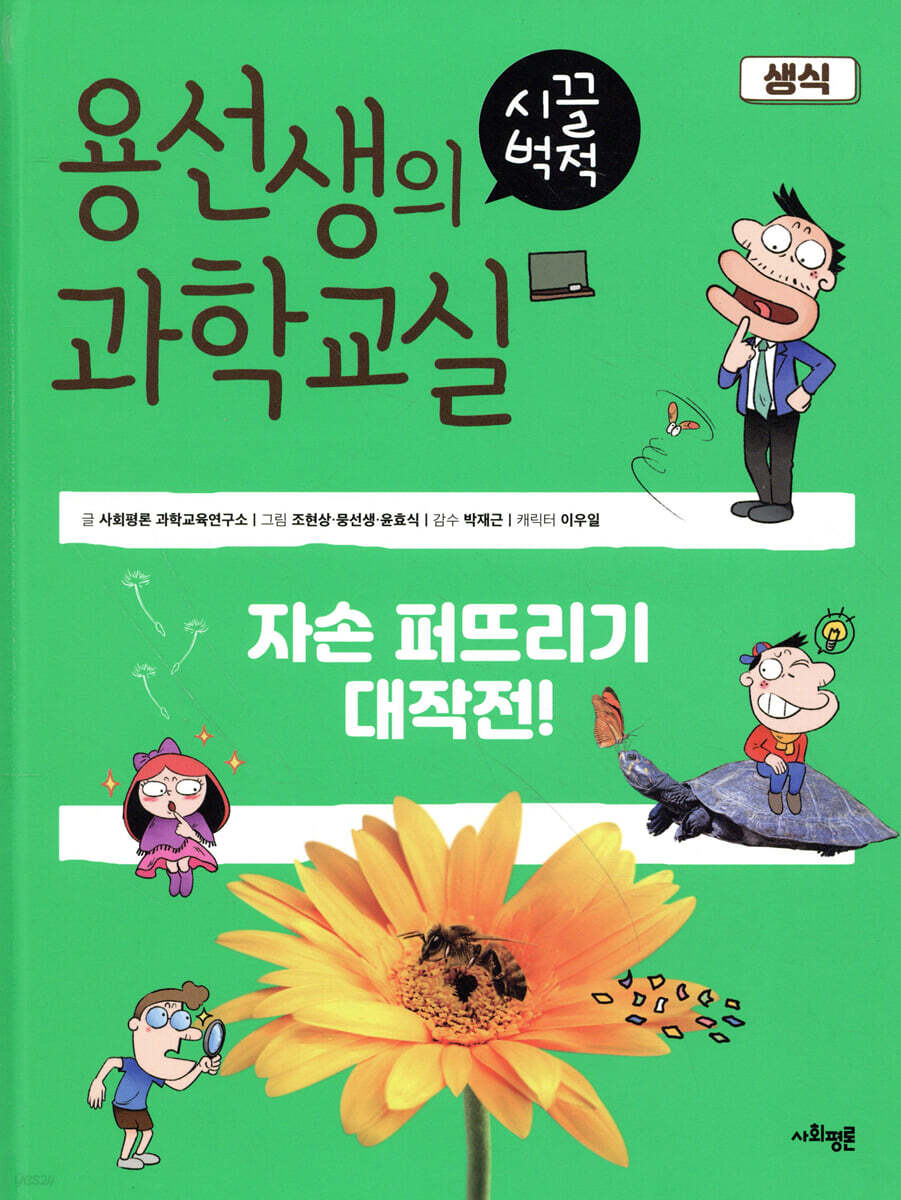 생식
용선생의
시끌
벅적
과학교실
글 사회평론 과학교육연구소 | 그림 조현상·뭉선생·윤효식 | 감수 박재근 | 캐릭터 이우일
자손 퍼뜨리기
대작전!
사회평론
yes24